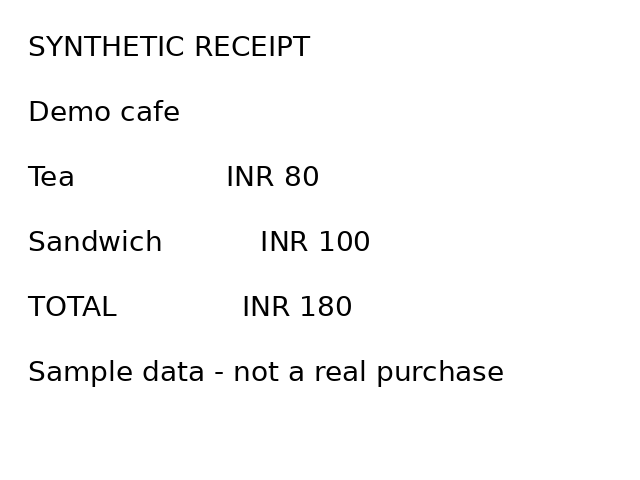 SYNTHETIC RECEIPT
Demo cafe
Tea INR 80
Sandwich INR 100
TOTAL INR 180
Sample data - not a real purchase